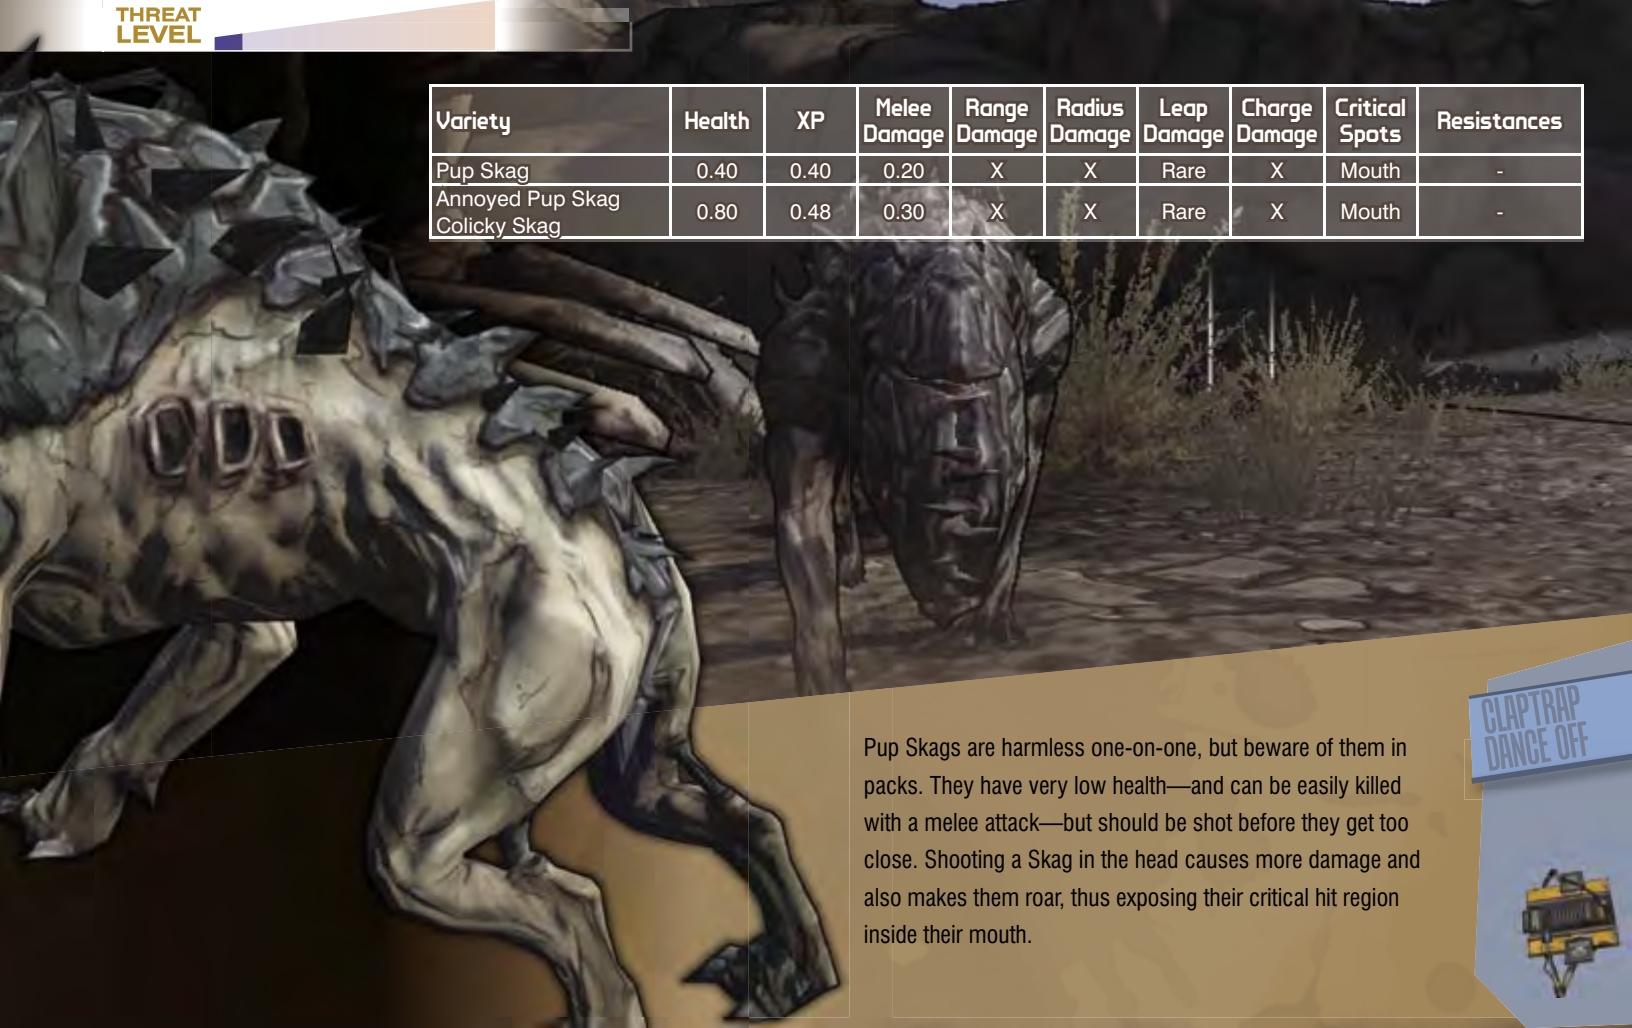 THREAT
LEVEL
Variety Health XP Melee Damage Range Damage Radius Damage Leap Damage Charge Damage Critical Spots Resistances
Pup Skag 0.40 0.40 0.20 X X Rare X Mouth -
Annoyed Pup Skag
Colicky Skag 0.80 0.48 0.30 X X Rare X Mouth -
Pup Skags are harmless one-on-one, but beware of them in
packs. They have very low health—and can be easily killed
with a melee attack—but should be shot before they get too
close. Shooting a Skag in the head causes more damage and
also makes them roar, thus exposing their critical hit region
inside their mouth.
CLAPTRAP
DANCE OFF